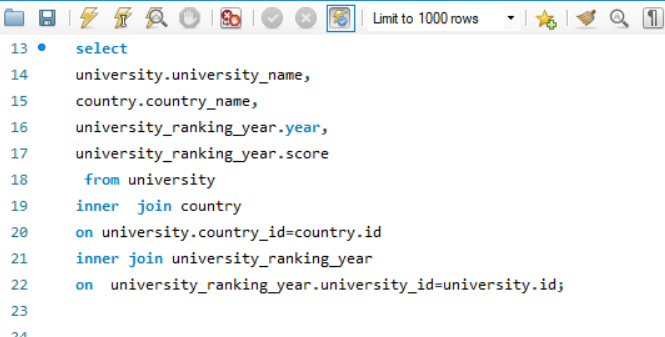 Limit to 1000 rows
13 select
14 university.university_name,
15 country.country_name,
16 university_ranking_year.year,
17 university_ranking_year.score
18 from university
19 inner  join country
20 on university.country_id=country.id
21 inner join university_ranking_year
22 on  university_ranking_year.university_id=university.id;
23
24